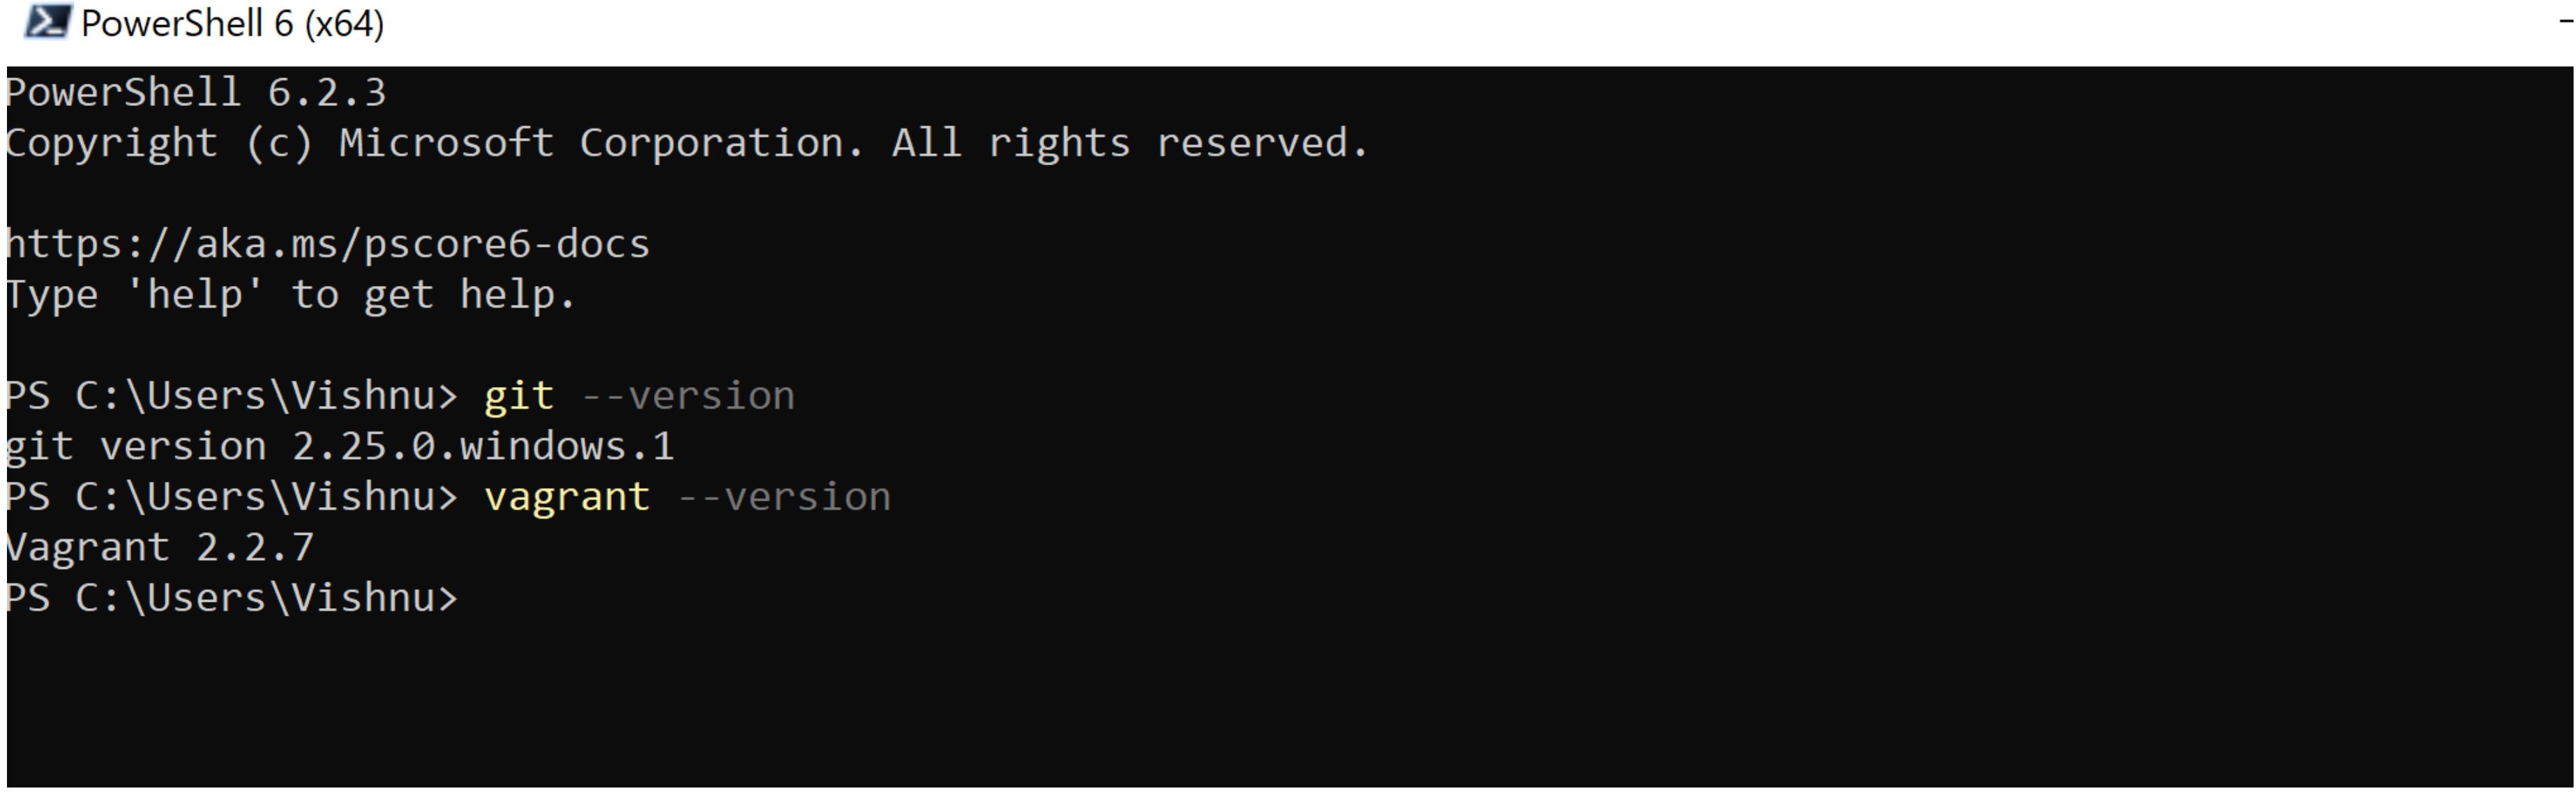 PowerShell 6 (x64)
PowerShell 6.2.3
Copyright (c) Microsoft Corporation. All rights reserved.
https://aka.ms/pscore6-docs
Type 'help' to get help.
PS C:\Users\Vishnu> git --version
git version 2.25.0.windows.1
PS C:\Users\Vishnu> vagrant --version
Vagrant 2.2.7
PS C:\Users\Vishnu>